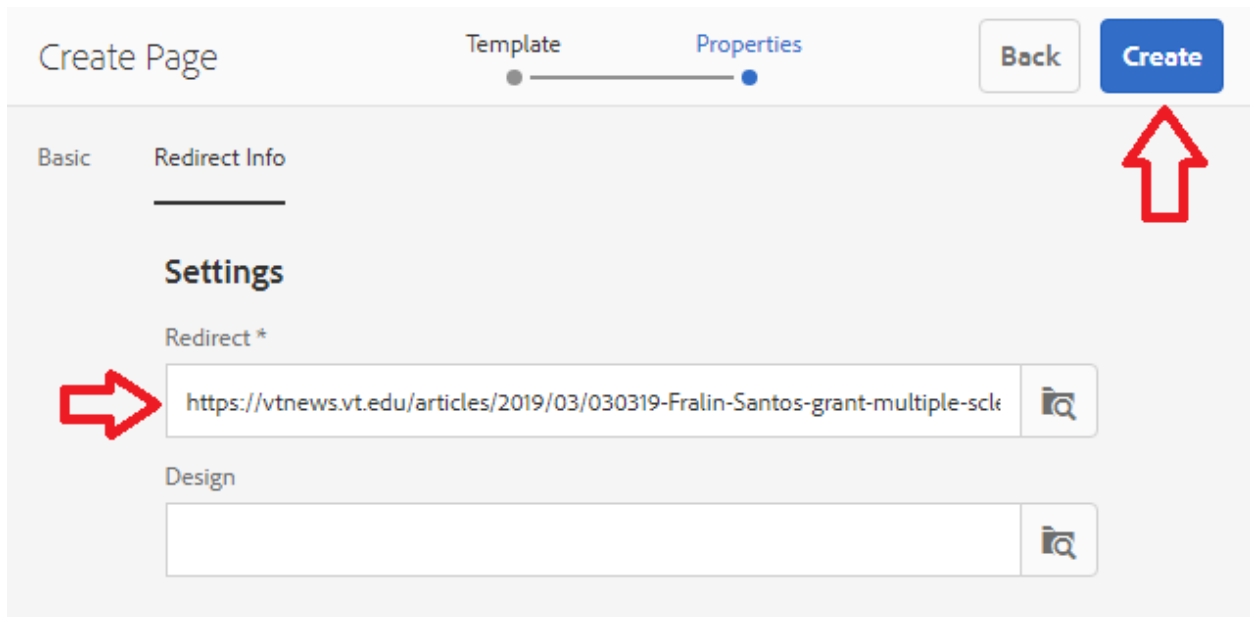 Create Page Template Properties Back Create
Basic Redirect Info
Settings
Redirect *
https://vtnews.vt.edu/articles/2019/03/030319-Fralin-Santos-grant-multiple-scle
Design